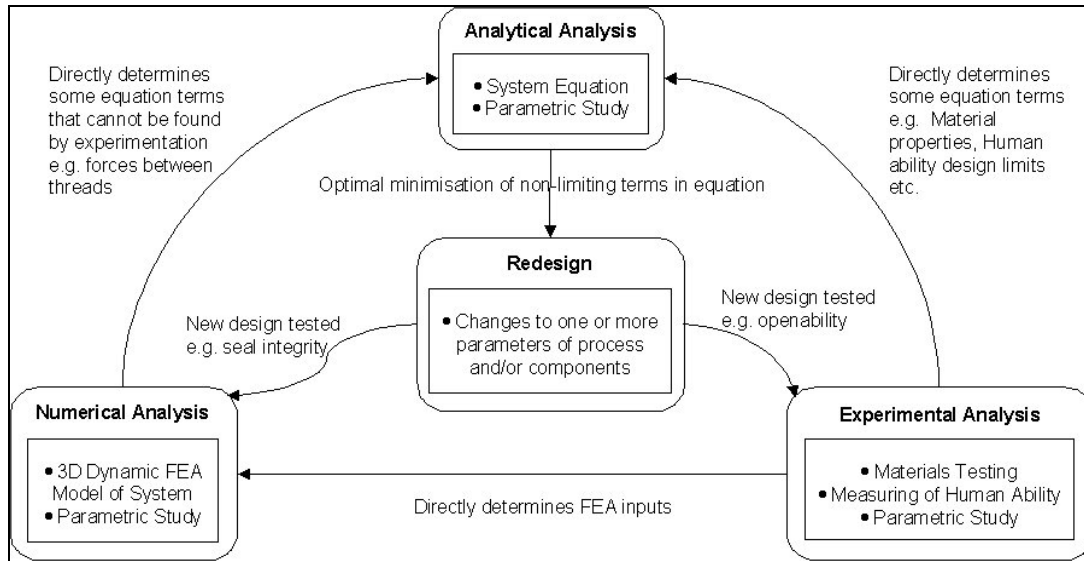 Analytical Analysis
● System Equation
● Parametric Study
Directly determines
some equation terms
that cannot be found
by experimentation
e.g. forces between
threads
Directly determines
some equation terms
e.g. Material
properties, Human
ability design limits
etc.
Optimal minimisation of non-limiting terms in equation
Redesign
● Changes to one or more
parameters of process
and/or components
New design tested
e.g. seal integrity
New design tested
e.g. openability
Numerical Analysis
● 3D Dynamic FEA
Model of System
● Parametric Study
Experimental Analysis
● Materials Testing
● Measuring of Human Ability
● Parametric Study
Directly determines FEA inputs